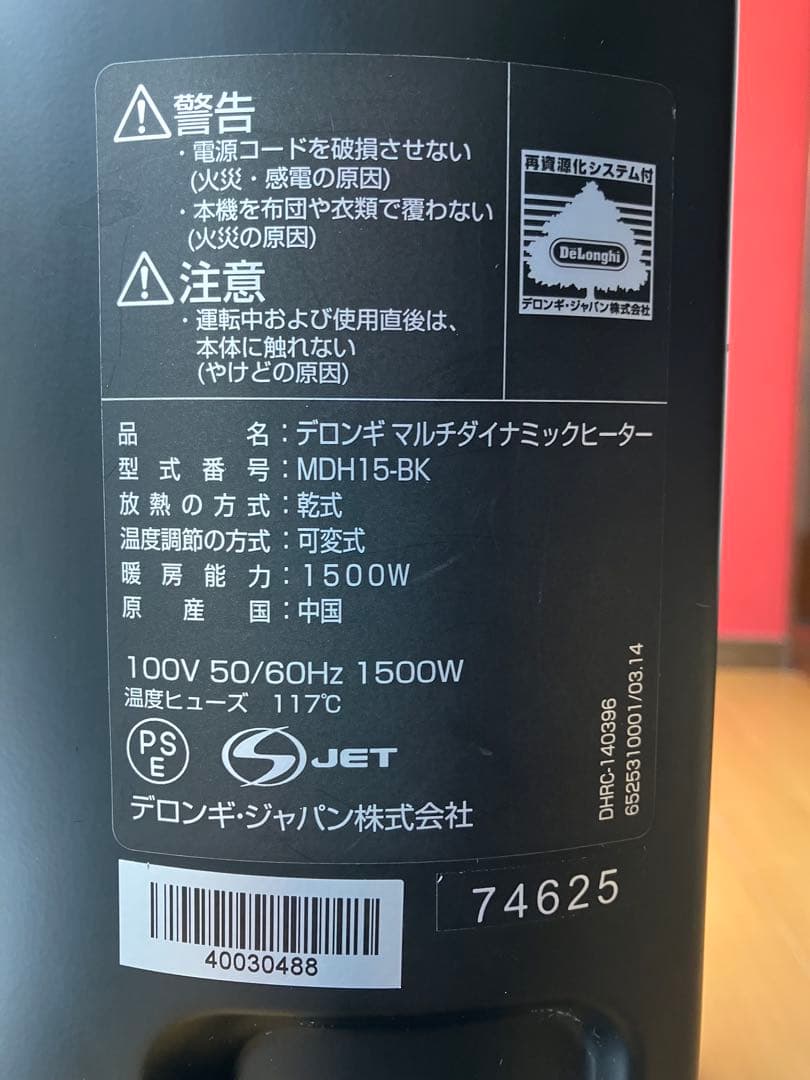 警告
・電源コードを破損させない
(火災・感電の原因)
・本機を布団や衣類で覆わない
(火災の原因)
注意
・運転中および使用直後は、
本体に触れない
(やけどの原因)
再資源化システム付
DeLonghi
デロンギ・ジャパン株式会社
品名：デロンギ マルチダイナミックヒーター
型式番号：MDH15-BK
放熱の方式：乾式
温度調節の方式：可変式
暖房能力：1500W
原産国：中国
100V 50/60Hz 1500W
温度ヒューズ 117℃
PS
E
S JET
デロンギ・ジャパン株式会社
DHRC-140396
6525310001/03.14
40030488
74625